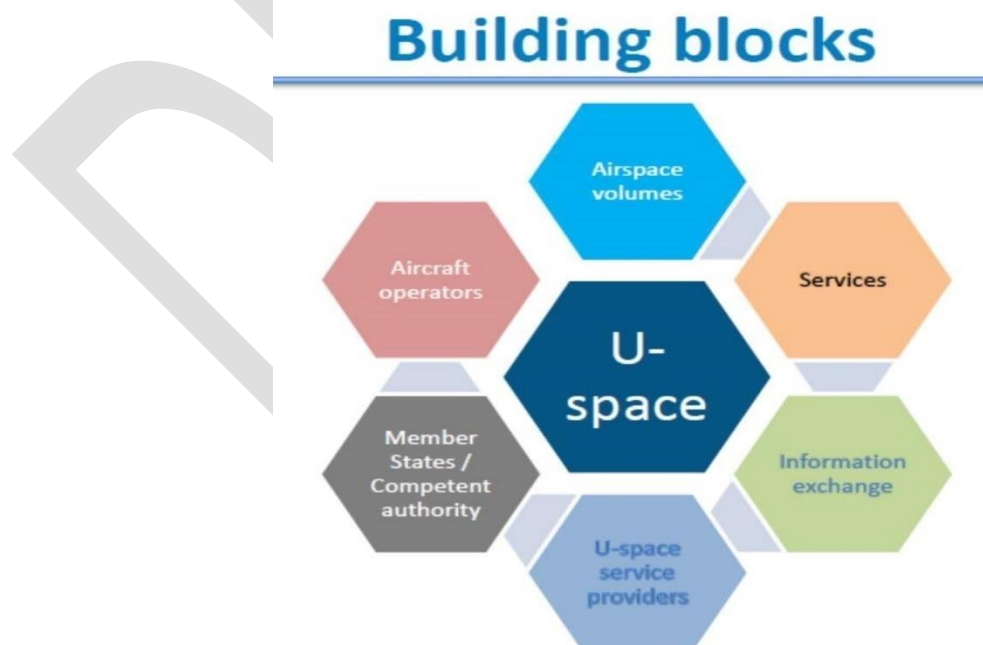 Building blocks
Airspace
volumes
Services
Information
exchange
U-space
service
providers
Member
States /
Competent
authority
Aircraft
operators
U-
space